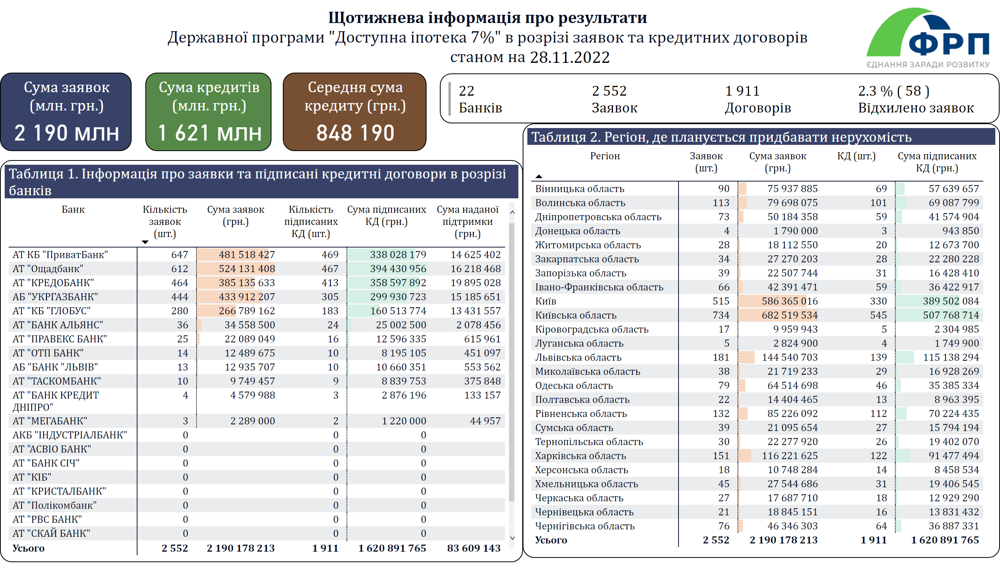 Щотижнева інформація про результати
Державної програми "Доступна іпотека 7%" в розрізі заявок та кредитних договорів
станом на 28.11.2022
ФРП
ЄДНАННЯ ЗАРАДИ РОЗВИТКУ
Сума заявок
(млн. грн.)
2 190 млн
Сума кредитів
(млн. грн.)
1 621 млн
Середня сума
кредиту (грн.)
848 190
22 2 552 1 911 2.3 % ( 58 )
Банків Заявок Договорів Відхилено заявок
Таблиця 1. Інформація про заявки та підписані кредитні договори в розрізі
банків
Банк Кількість Сума заявок Кількість Сума підписаних Сума наданої
заявок (грн.) підписаних КД (грн.) підтримки
(шт.) КД (шт.) (грн.)
АТ КБ "ПриватБанк" 647 481 518 427 469 338 028 179 14 625 402
АТ "Ощадбанк" 612 524 131 408 467 394 430 956 16 218 468
АТ "КРЕДОБАНК" 464 385 135 633 413 358 597 892 19 895 028
АБ "УКРГАЗБАНК" 444 433 912 207 305 299 930 723 15 185 651
АТ "КБ "ГЛОБУС" 280 266 789 162 183 160 513 774 13 431 557
АТ "БАНК АЛЬЯНС" 36 34 558 500 24 25 002 500 2 078 456
АТ "ПРАВЕКС БАНК" 25 22 089 049 16 12 596 335 615 961
АТ "ОТП БАНК" 14 12 489 675 10 8 195 105 451 097
АБ "БАНК "ЛЬВІВ" 13 12 935 707 10 10 660 351 553 562
АТ "ТАСКОМБАНК" 10 9 749 457 9 8 839 753 375 848
АТ "БАНК КРЕДИТ 4 4 579 988 3 2 876 196 133 157
ДНІПРО"
АТ "МЕГАБАНК" 3 2 289 000 2 1 220 000 44 957
АКБ "ІНДУСТРІАЛБАНК" 0 0 0
АТ "АСВІО БАНК" 0 0 0
АТ "БАНК СІЧ" 0 0 0
АТ "КІБ" 0 0 0
АТ "КРИСТАЛБАНК" 0 0 0
АТ "Полікомбанк" 0 0 0
АТ "РВС БАНК" 0 0 0
АТ "СКАЙ БАНК" 0 0 0
Усього 2 552 2 190 178 213 1 911 1 620 891 765 83 609 143
Таблиця 2. Регіон, де планується придбавати нерухомість
Регіон Заявок Сума заявок КД (шт.) Сума підписаних
(шт.) (грн.) КД (грн.)
Вінницька область 90 75 937 885 69 57 639 657
Волинська область 113 79 698 075 101 69 087 799
Дніпропетровська область 73 50 184 358 59 41 574 904
Донецька область 4 1 790 000 3 943 850
Житомирська область 28 18 112 550 20 12 673 700
Закарпатська область 34 27 270 203 28 22 280 228
Запорізька область 39 22 507 744 31 16 428 410
Івано-Франківська область 66 42 391 471 59 36 422 917
Київ 515 586 365 016 330 389 502 084
Київська область 734 682 519 534 545 507 768 714
Кіровоградська область 17 9 959 943 5 2 304 985
Луганська область 5 2 824 900 4 1 749 900
Львівська область 181 144 540 703 139 115 138 294
Миколаївська область 38 21 719 233 29 16 928 269
Одеська область 79 64 514 698 46 35 385 334
Полтавська область 22 14 404 465 13 8 963 395
Рівненська область 132 85 226 092 112 70 224 435
Сумська область 39 21 095 654 27 15 794 194
Тернопільська область 30 22 277 920 26 19 402 070
Харківська область 151 116 221 625 122 91 477 494
Херсонська область 18 10 748 284 14 8 458 534
Хмельницька область 45 27 544 686 31 19 406 545
Черкаська область 27 17 687 710 18 12 929 290
Чернівецька область 21 18 845 151 16 13 831 432
Чернігівська область 76 46 346 303 64 36 887 331
Усього 2 552 2 190 178 213 1 911 1 620 891 765